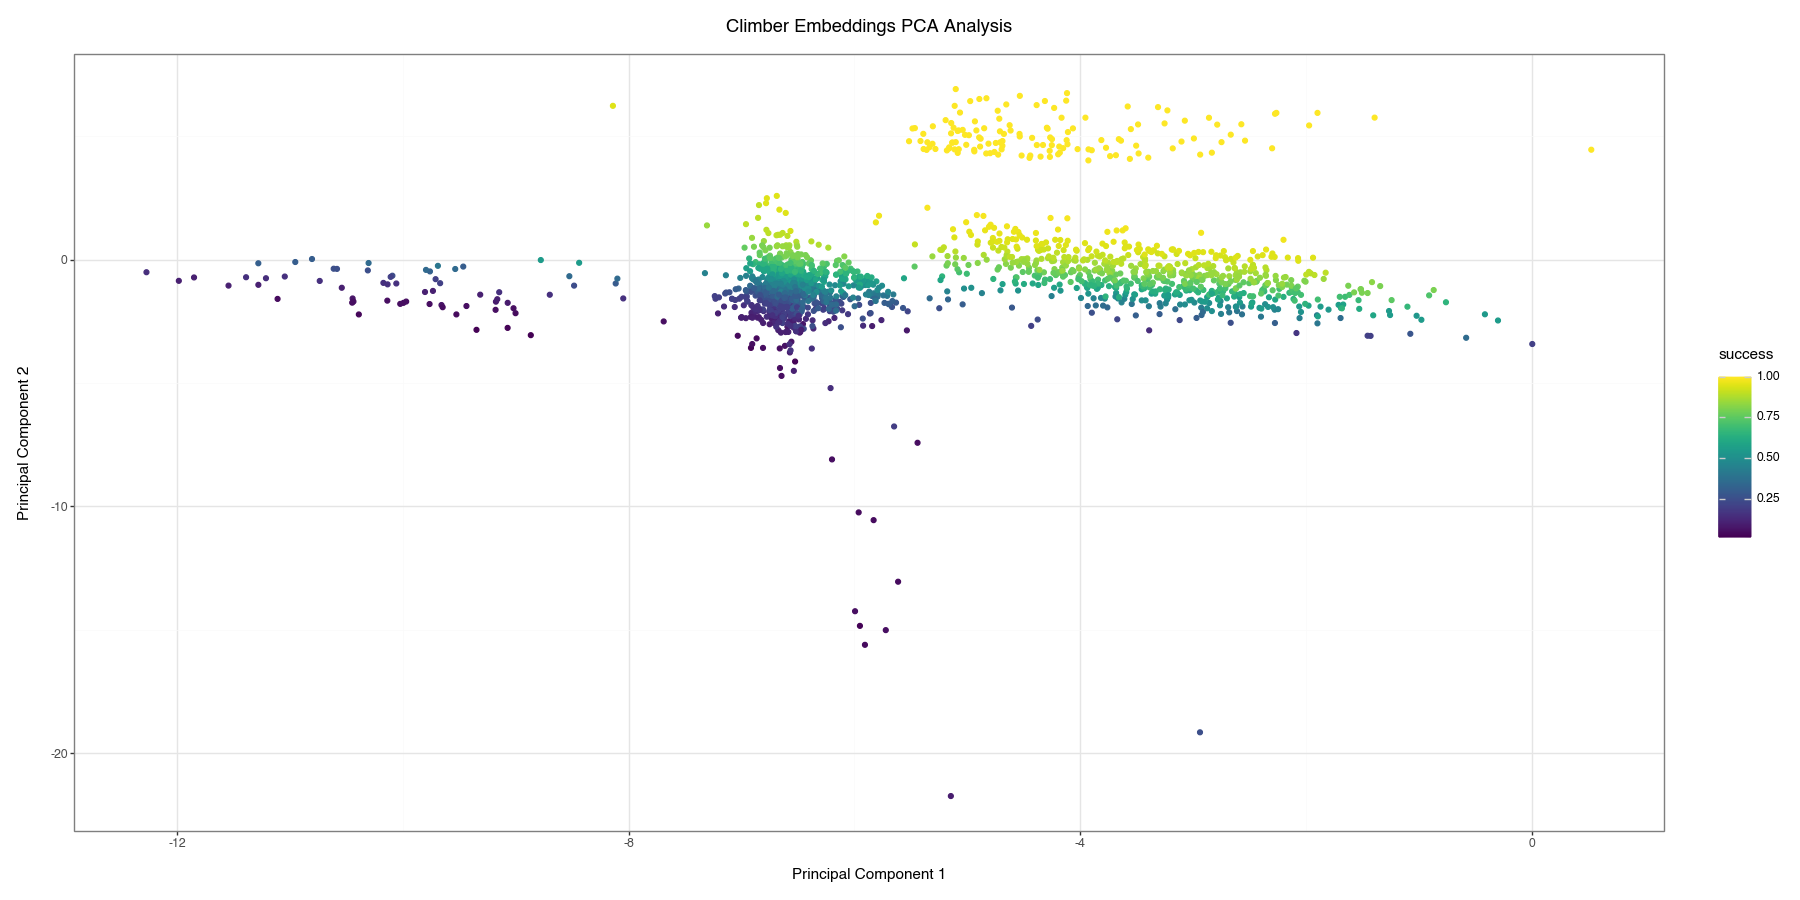 Climber Embeddings PCA Analysis
0
-10
-20
Principal Component 2
-12
-8
-4
0
Principal Component 1
success
1.00
0.75
0.50
0.25